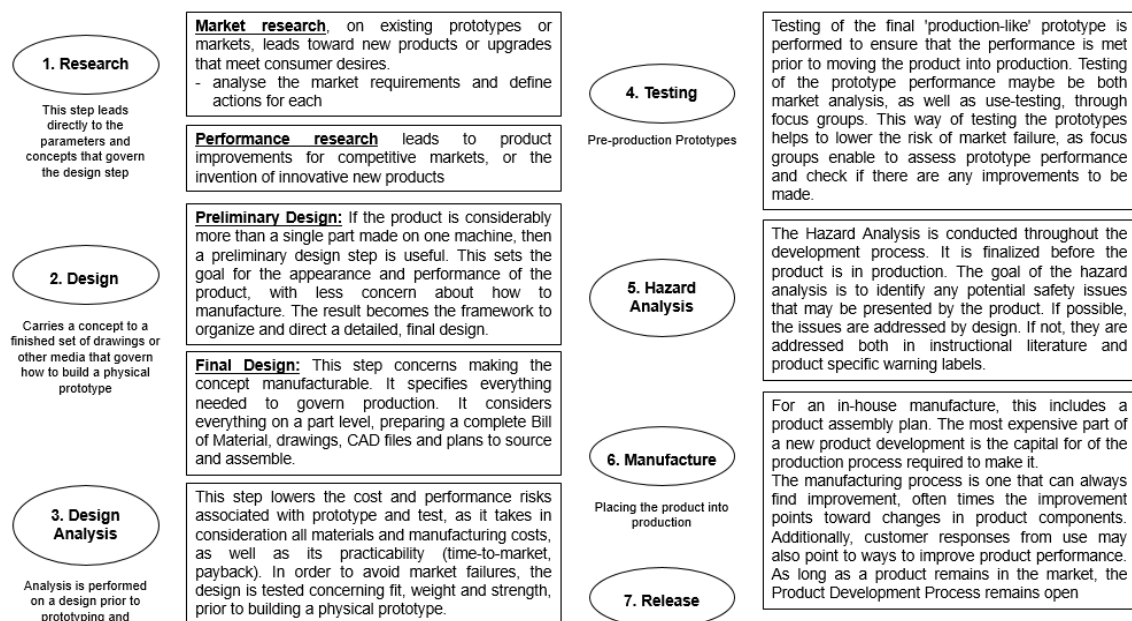 1. Research
This step leads
directly to the
parameters and
concepts that govern
the design step
Market research, on existing prototypes or
markets, leads toward new products or upgrades
that meet consumer desires.
- analyse the market requirements and define
actions for each
Performance research leads to product
improvements for competitive markets, or the
invention of innovative new products
2. Design
Carries a concept to a
finished set of drawings or
other media that govern
how to build a physical
prototype
Preliminary Design: If the product is considerably
more than a single part made on one machine, then
a preliminary design step is useful. This sets the
goal for the appearance and performance of the
product, with less concern about how to
manufacture. The result becomes the framework to
organize and direct a detailed, final design.
Final Design: This step concerns making the
concept manufacturable. It specifies everything
needed to govern production. It considers
everything on a part level, preparing a complete Bill
of Material, drawings, CAD files and plans to source
and assemble.
3. Design
Analysis
Analysis is performed
on a design prior to
prototyping and
This step lowers the cost and performance risks
associated with prototype and test, as it takes in
consideration all materials and manufacturing costs,
as well as its practicability (time-to-market,
payback). In order to avoid market failures, the
design is tested concerning fit, weight and strength,
prior to building a physical prototype.
4. Testing
Pre-production Prototypes
Testing of the final 'production-like' prototype is
performed to ensure that the performance is met
prior to moving the product into production. Testing
of the prototype performance maybe be both
market analysis, as well as use-testing, through
focus groups. This way of testing the prototypes
helps to lower the risk of market failure, as focus
groups enable to assess prototype performance
and check if there are any improvements to be
made.
5. Hazard
Analysis
The Hazard Analysis is conducted throughout the
development process. It is finalized before the
product is in production. The goal of the hazard
analysis is to identify any potential safety issues
that may be presented by the product. If possible,
the issues are addressed by design. If not, they are
addressed both in instructional literature and
product specific warning labels.
6. Manufacture
Placing the product into
production
For an in-house manufacture, this includes a
product assembly plan. The most expensive part of
a new product development is the capital for of the
production process required to make it.
The manufacturing process is one that can always
find improvement, often times the improvement
points toward changes in product components.
Additionally, customer responses from use may
also point to ways to improve product performance.
As long as a product remains in the market, the
Product Development Process remains open
7. Release